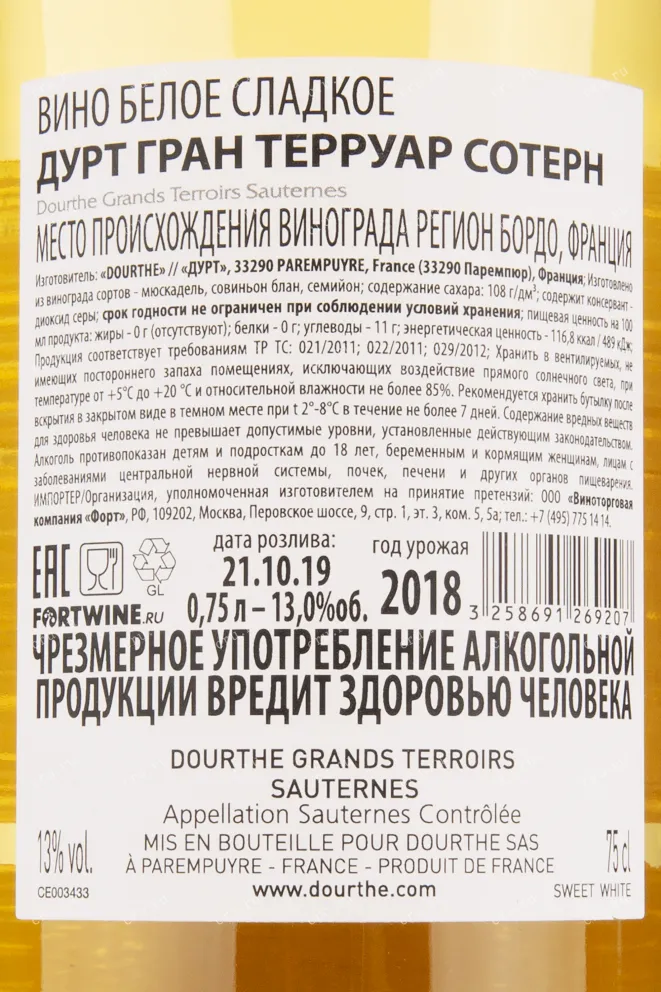 ВИНО БЕЛОЕ СЛАДКОЕ
ДУРТ ГРАН ТЕРРУАР СОТЕРН
Dourthe Grands Terroirs Sauternes
МЕСТО ПРОИСХОЖДЕНИЯ ВИНОГРАДА РЕГИОН БОРДО, ФРАНЦИЯ
Изготовитель: «DOURTHE» // «ДУРТ», 33290 PAREMPUYRE, France (33290 Паремпюр), Франция; Изготовлено
из винограда сортов - мюскадель, совиньон блан, семийон; содержание сахара: 108 г/дм³; содержит консервант -
диоксид серы; срок годности не ограничен при соблюдении условий хранения; пищевая ценность на 100
мл продукта: жиры - 0 г (отсутствуют); белки - 0 г; углеводы - 11 г; энергетическая ценность - 116,8 ккал / 489 кДж;
Продукция соответствует требованиям ТР ТС: 021/2011; 022/2011; 029/2012; Хранить в вентилируемых, не
имеющих постороннего запаха помещениях, исключающих воздействие прямого солнечного света, при
температуре от +5°С до +20 °С и относительной влажности не более 85%. Рекомендуется хранить бутылку после
вскрытия в закрытом виде в темном месте при t 2°-8°С в течение не более 7 дней. Содержание вредных веществ
для здоровья человека не превышает допустимые уровни, установленные действующим законодательством.
Алкоголь противопоказан детям и подросткам до 18 лет, беременным и кормящим женщинам, лицам с
заболеваниями центральной нервной системы, почек, печени и других органов пищеварения.
ИМПОРТЕР/Организация, уполномоченная изготовителем на принятие претензий: ООО «Виноторговая
компания «Форт», РФ, 109202, Москва, Перовское шоссе, 9, стр. 1, эт. 3, ком. 5, 5а; тел.: +7 (495) 775 14 14.
EAC
GL
FORTWINE.RU
дата розлива:
21.10.19
0,75 л – 13,0%об.
год урожая
2018
3 258691 269207
ЧРЕЗМЕРНОЕ УПОТРЕБЛЕНИЕ АЛКОГОЛЬНОЙ
ПРОДУКЦИИ ВРЕДИТ ЗДОРОВЬЮ ЧЕЛОВЕКА
DOURTHE GRANDS TERROIRS
SAUTERNES
Appellation Sauternes Contrôlée
13% vol.
MIS EN BOUTEILLE POUR DOURTHE SAS
75 cl
À PAREMPUYRE - FRANCE - PRODUIT DE FRANCE
CE003433
www.dourthe.com
SWEET WHITE